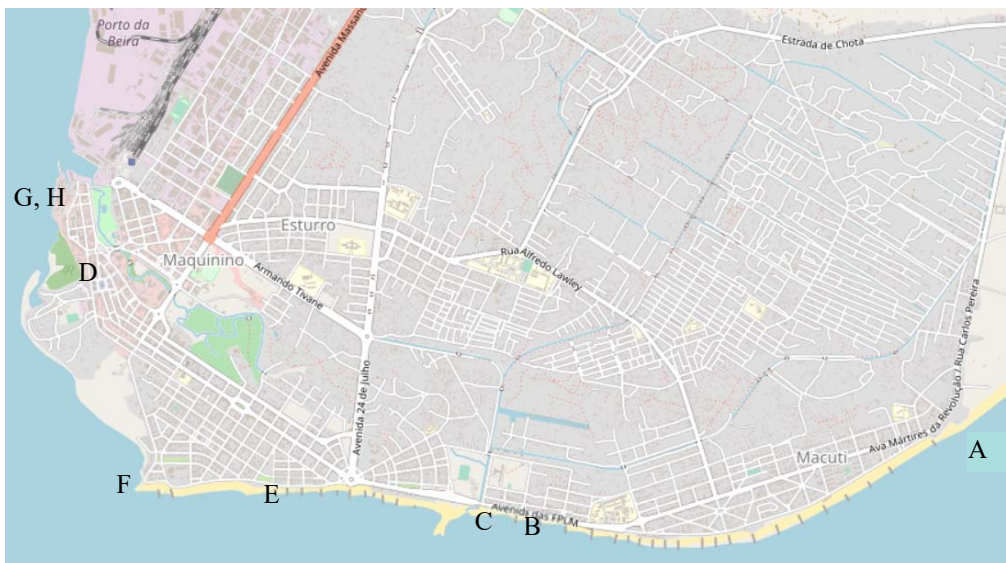 Porto da
Beira
Avenida Massan
Estrada de Chota
G, H
Esturro
Maquinino
D
Armando Tivane
Rua Alfredo Lawley
Avenida 24 de Julho
Ava Mártires da Revolução / Rua Carlos Pereira
Macuti
A
F
E
C
Avenida das FPLM
B